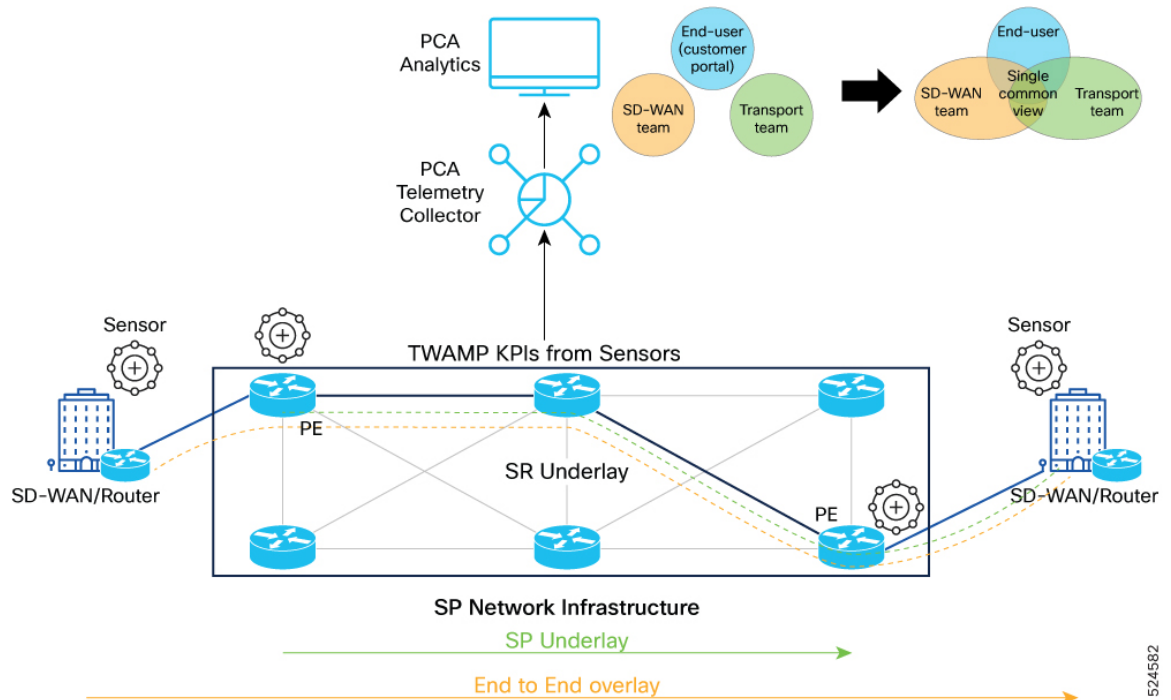 PCA
Analytics
End-user
(customer
portal)
SD-WAN
team
Transport
team
End-user
SD-WAN
team
Single
common
view
Transport
team
PCA
Telemetry
Collector
Sensor
Sensor
TWAMP KPIs from Sensors
PE
SR Underlay
SD-WAN/Router
PE
SD-WAN/Router
SP Network Infrastructure
SP Underlay
End to End overlay
524582